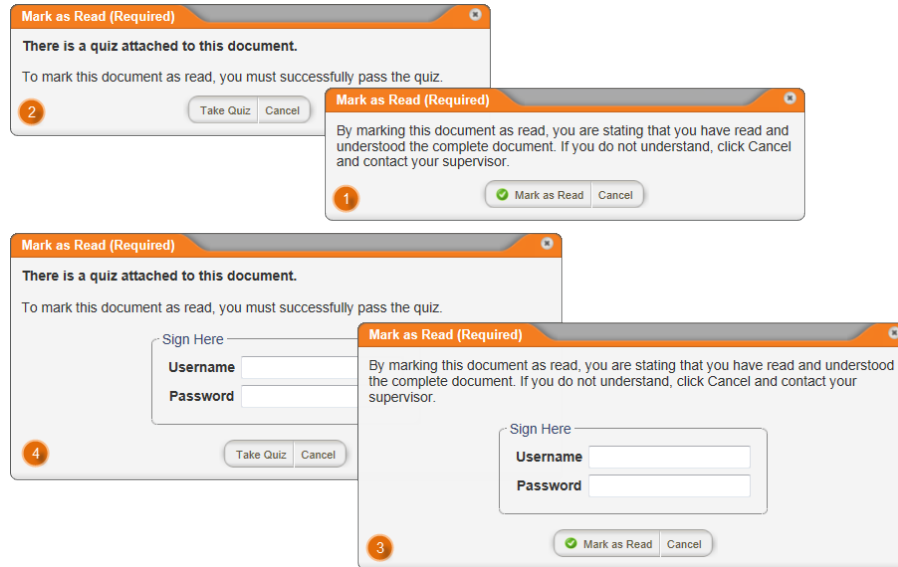 Mark as Read (Required)
There is a quiz attached to this document.
To mark this document as read, you must successfully pass the quiz.
2
Take Quiz Cancel
Mark as Read (Required)
By marking this document as read, you are stating that you have read and
understood the complete document. If you do not understand, click Cancel
and contact your supervisor.
1
Mark as Read Cancel
Mark as Read (Required)
There is a quiz attached to this document.
To mark this document as read, you must successfully pass the quiz.
Sign Here
Username
Password
4
Take Quiz Cancel
Mark as Read (Required)
By marking this document as read, you are stating that you have read and understood
the complete document. If you do not understand, click Cancel and contact your
supervisor.
Sign Here
Username
Password
3
Mark as Read Cancel